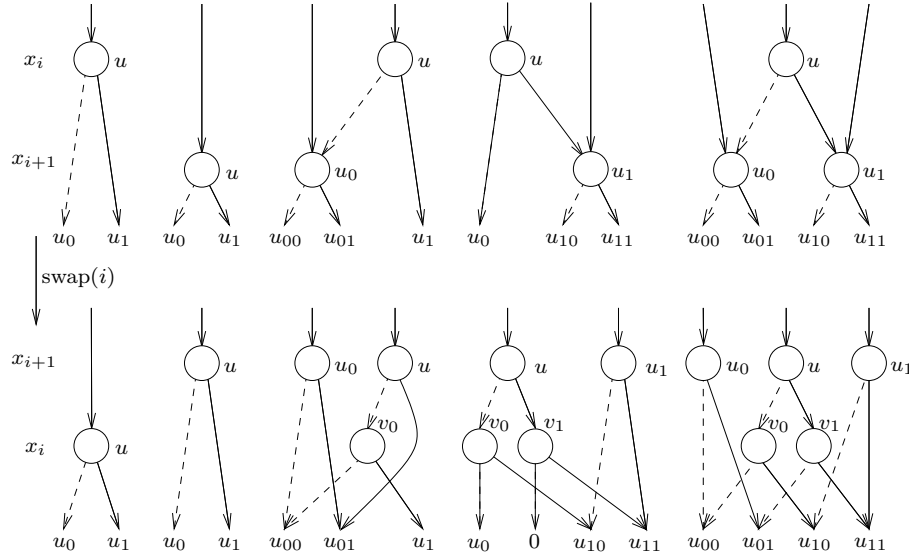 x_i u u u u
x_{i+1} u u_0 u_1 u_0 u_1
u_0 u_1 u_0 u_1 u_{00} u_{01} u_1 u_0 u_{10} u_{11} u_{00} u_{01} u_{10} u_{11}
swap(i)
x_{i+1} u u_0 u u u_1 u_0 u u_1
x_i u v_0 v_0 v_1 v_0 v_1
u_0 u_1 u_0 u_1 u_{00} u_{01} u_1 u_0 0 u_{10} u_{11} u_{00} u_{01} u_{10} u_{11}